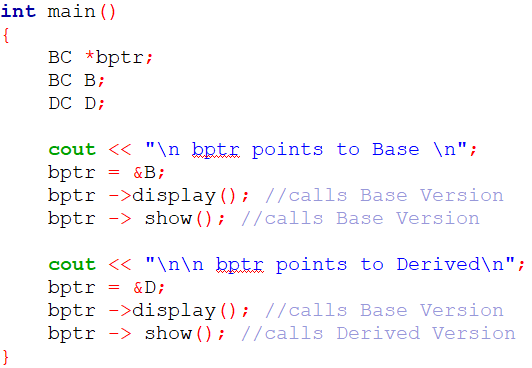 int main()
{
BC *bptr;
BC B;
DC D;
cout << "\n bptr points to Base \n";
bptr = &B;
bptr ->display(); //calls Base Version
bptr -> show(); //calls Base Version
cout << "\n\n bptr points to Derived\n";
bptr = &D;
bptr ->display(); //calls Base Version
bptr -> show(); //calls Derived Version
}